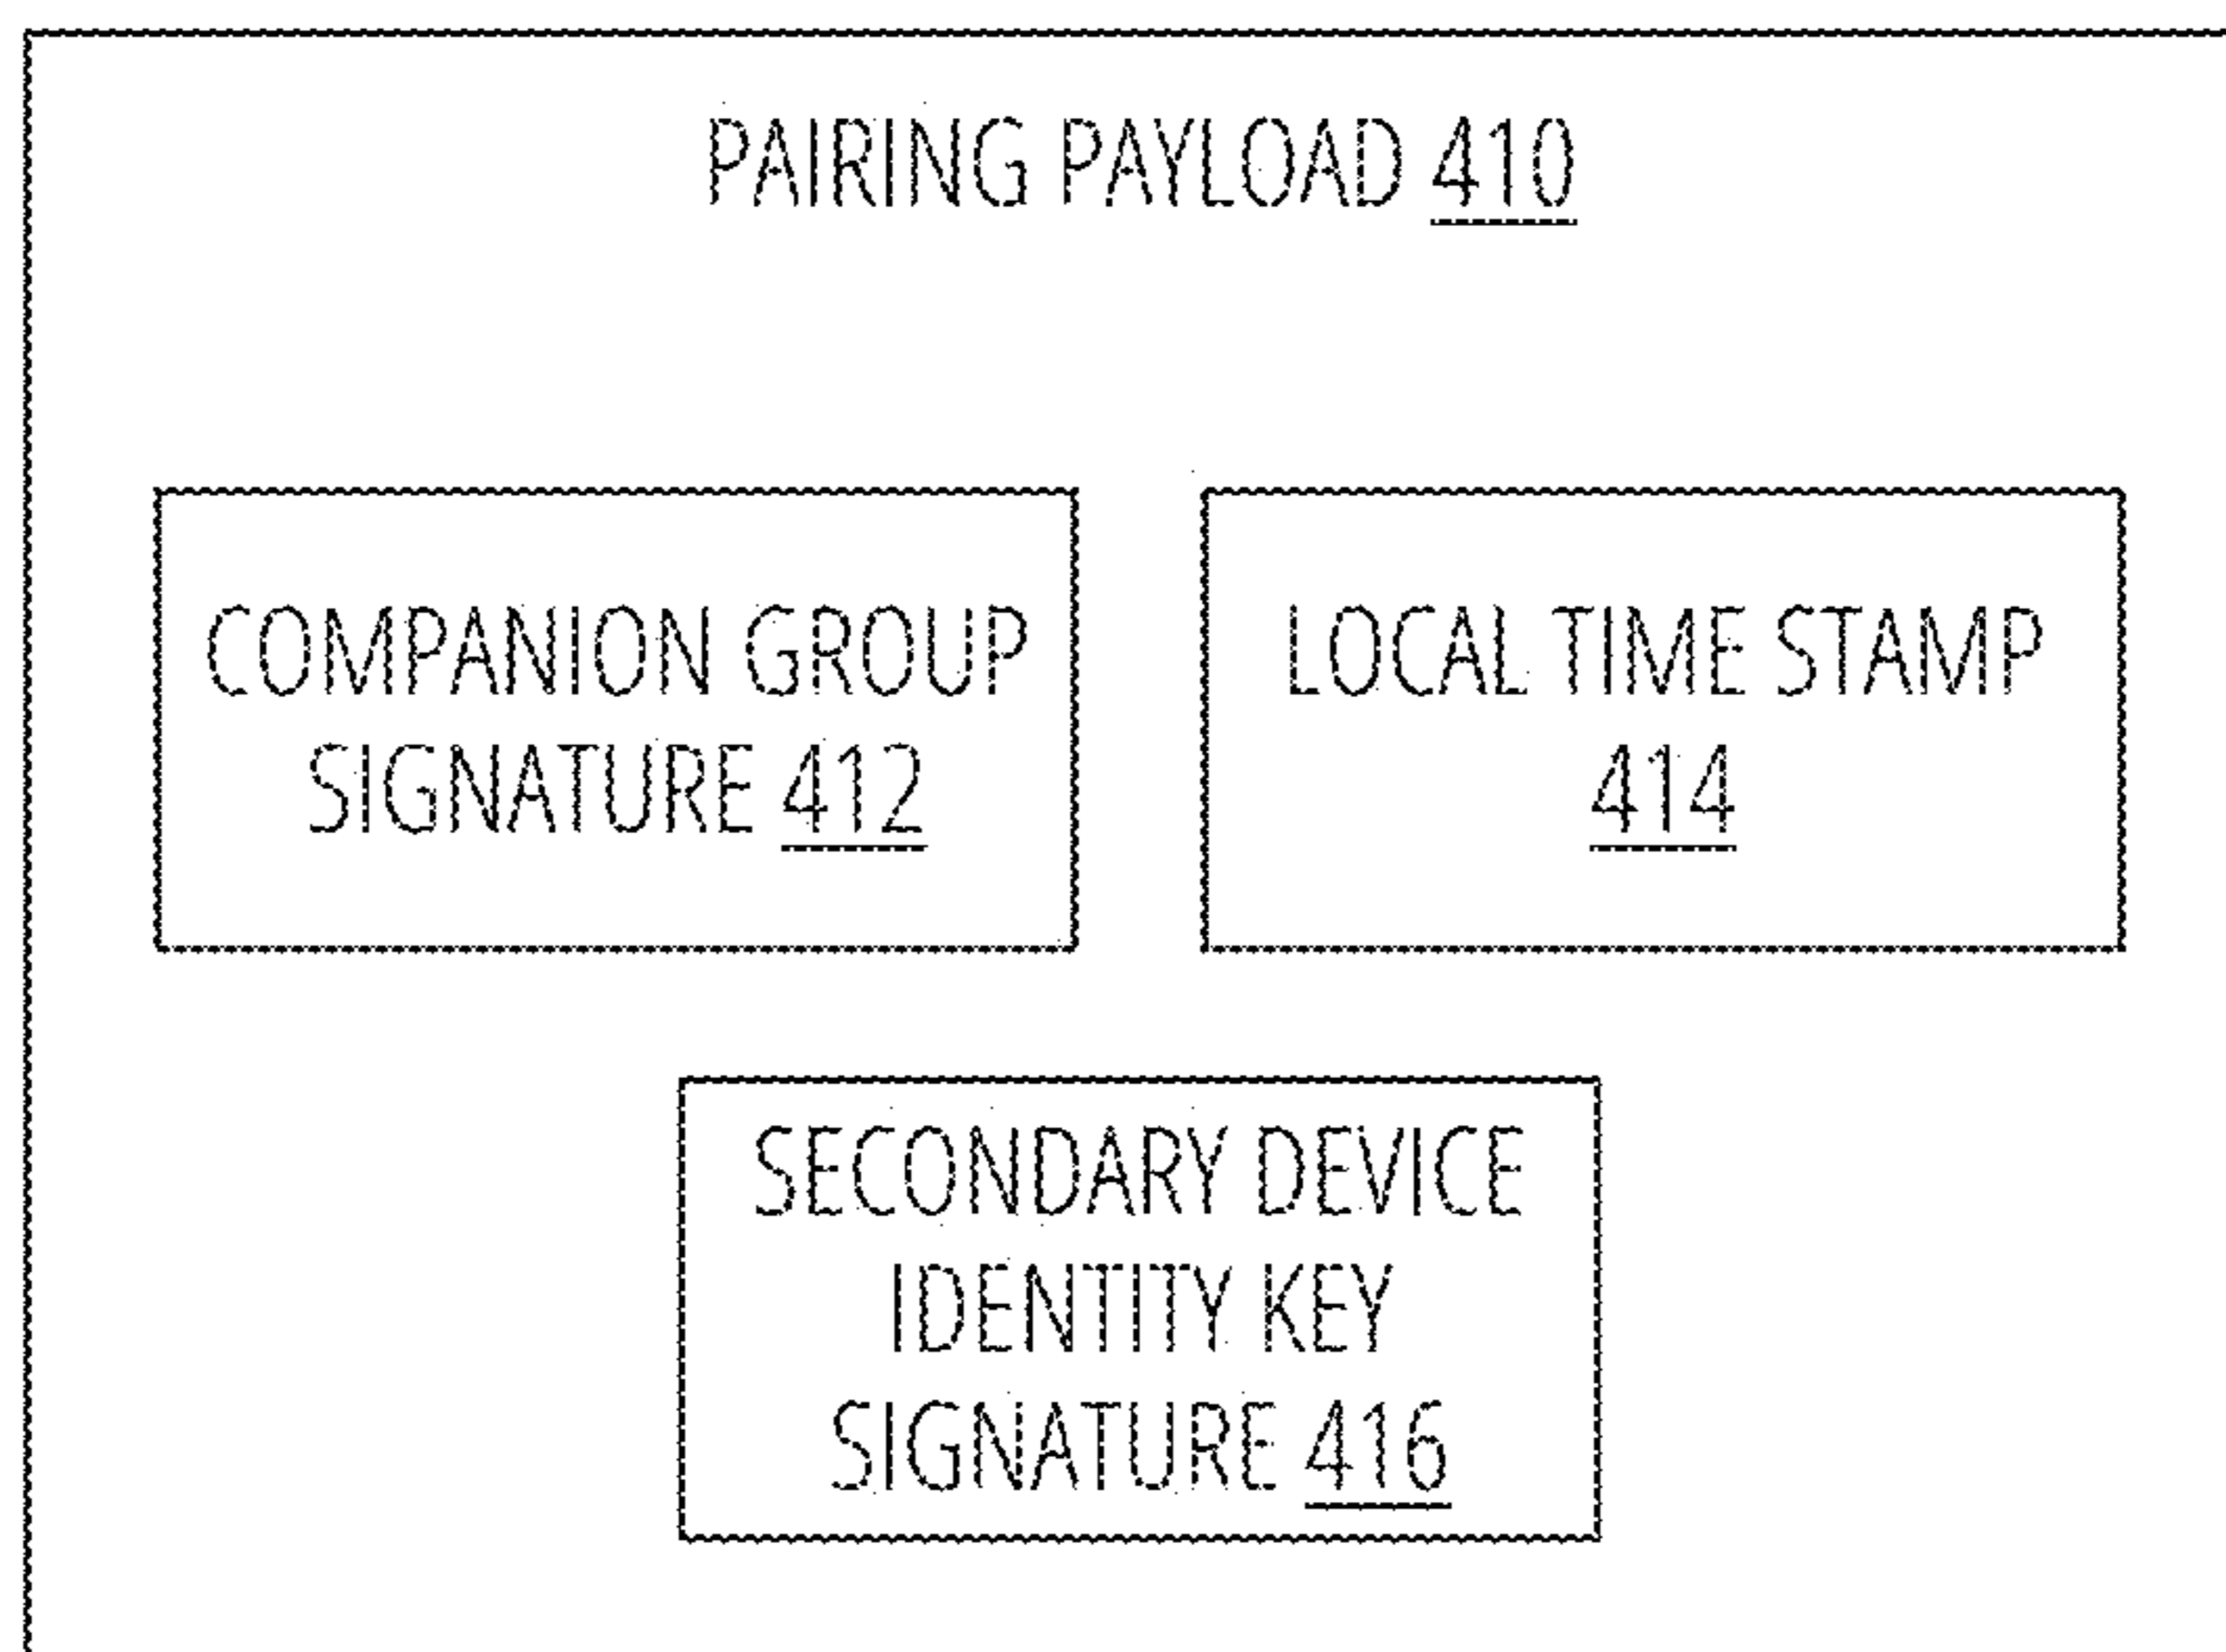 PAIRING PAYLOAD 410
COMPANION GROUP
SIGNATURE 412
LOCAL TIME STAMP
414
SECONDARY DEVICE
IDENTITY KEY
SIGNATURE 416